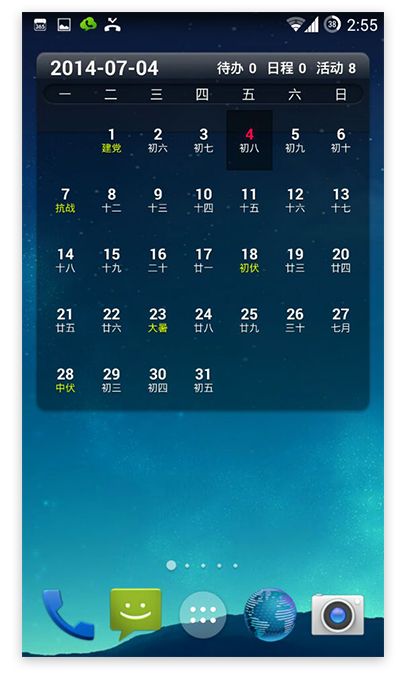 365 38 2:55
2014-07-04 待办 0 日程 0 活动 8
一 二 三 四 五 六 日
1 2 3 4 5 6
建党 初六 初七 初八 初九 初十
7 8 9 10 11 12 13
抗战 十二 十三 十四 十五 十六 十七
14 15 16 17 18 19 20
十八 十九 二十 廿一 初伏 廿三 廿四
21 22 23 24 25 26 27
廿五 廿六 大暑 廿八 廿九 三十 七月
28 29 30 31
中伏 初三 初四 初五